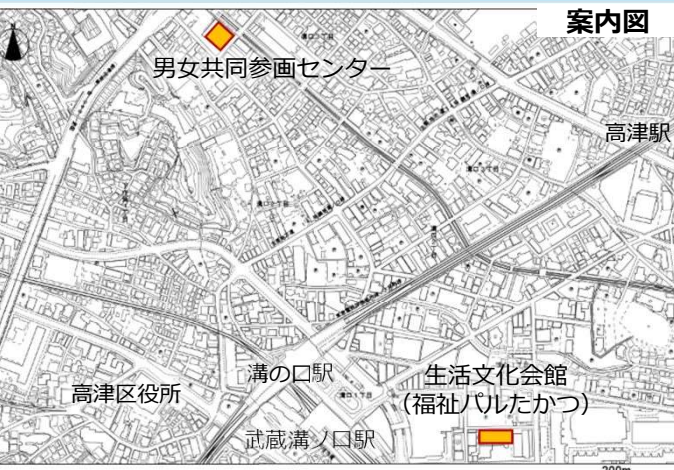 案内図
男女共同参画センター
高津駅
溝の口駅
生活文化会館
（福祉パルたかつ）
高津区役所
武蔵溝ノ口駅
200m